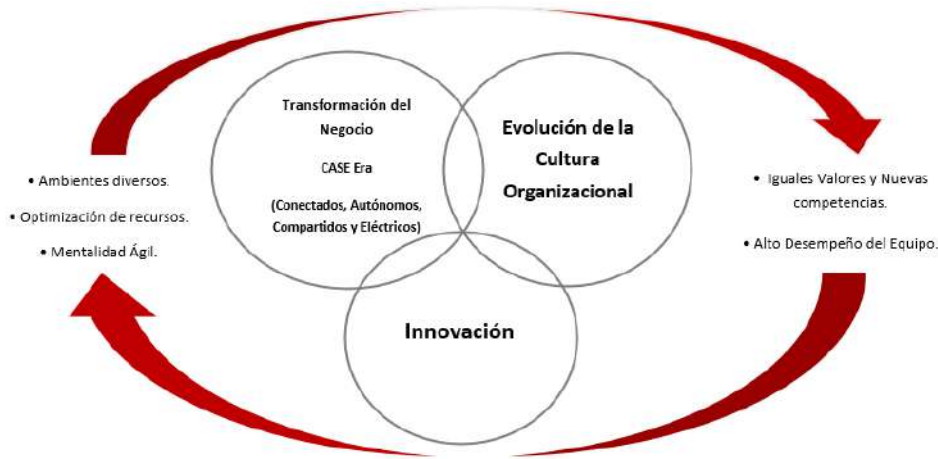 Transformación del
Negocio
CASE Era
(Conectados, Autónomos,
Compartidos y Eléctricos)
Evolución de la
Cultura
Organizacional
Innovación
• Ambientes diversos.
• Optimización de recursos.
• Mentalidad Ágil.
• Iguales Valores y Nuevas
competencias.
• Alto Desempeño del Equipo.